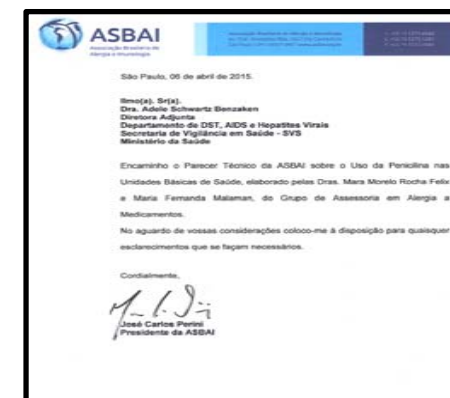 ASBAI
Associação Brasileira de
Alergia e Imunologia
São Paulo, 06 de abril de 2015.
Ilmo(a). Sr(a).
Dra. Adele Schwartz Benzaken
Diretora Adjunta
Departamento de DST, AIDS e Hepatites Virais
Secretaria de Vigilância em Saúde - SVS
Ministério da Saúde
Encaminho o Parecer Técnico da ASBAI sobre o Uso da Penicilina nas
Unidades Básicas de Saúde, elaborado pelas Dras. Mara Morelo Rocha Felix
e Maria Fernanda Malaman, do Grupo de Assessoria em Alergia a
Medicamentos.
No aguardo de vossas considerações coloco-me à disposição para quaisquer
esclarecimentos que se façam necessários.
Cordialmente,
José Carlos Perini
Presidente da ASBAI